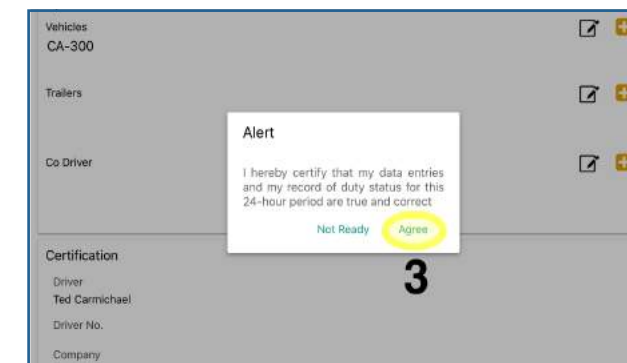 Vehicles
CA-300
Trailers
Co Driver
Alert
I hereby certify that my data entries
and my record of duty status for this
24-hour period are true and correct
Not Ready Agree
3
Certification
Driver
Ted Carmichael
Driver No.
Company